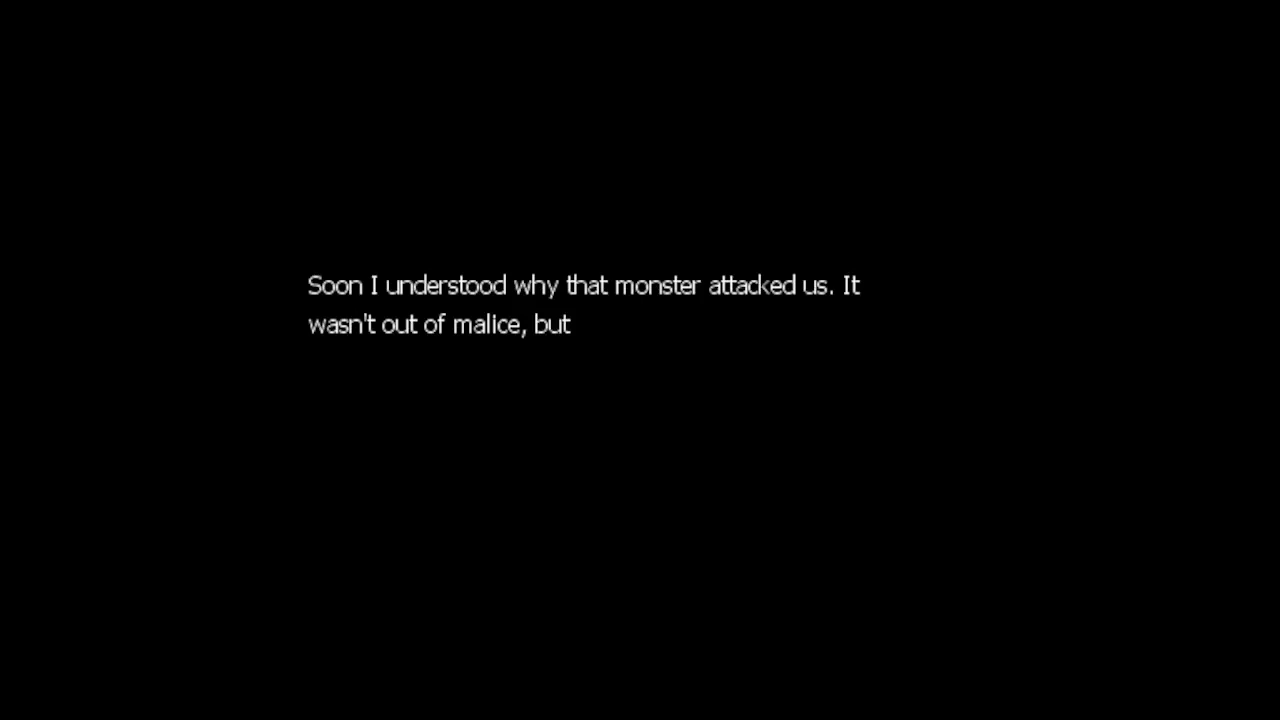 Soon I understood why that monster attacked us. It
wasn't out of malice, but